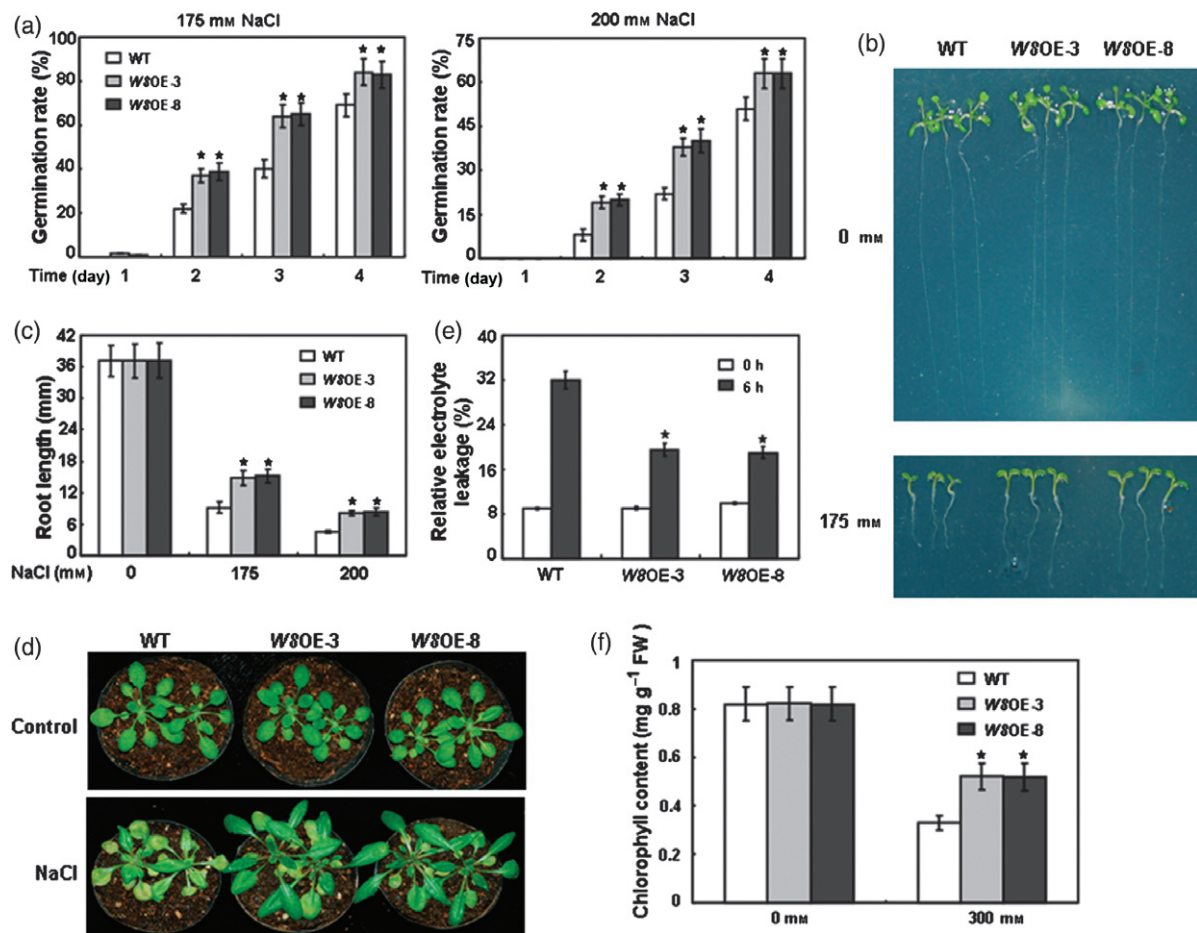 (a)
175 mM NaCl
Germination rate (%)
100
80
60
40
20
0
WT
W8OE-3
W8OE-8
* *
* *
* *
Time (day) 1 2 3 4
200 mM NaCl
Germination rate (%)
75
60
45
30
15
0
* *
* *
* *
Time (day) 1 2 3 4
(b)
WT W8OE-3 W8OE-8
0 mM
175 mM
(c)
Root length (mm)
42
36
30
24
18
12
6
0
WT
W8OE-3
W8OE-8
* *
* *
NaCl (mM) 0 175 200
(e)
Relative electrolyte
leakage (%)
40
32
24
16
8
0
0 h
6 h
*
*
WT W8OE-3 W8OE-8
(d)
WT W8OE-3 W8OE-8
Control
NaCl
(f)
Chlorophyll content (mg g⁻¹ FW )
1
0.8
0.6
0.4
0.2
0
WT
W8OE-3
W8OE-8
* *
0 mM 300 mM